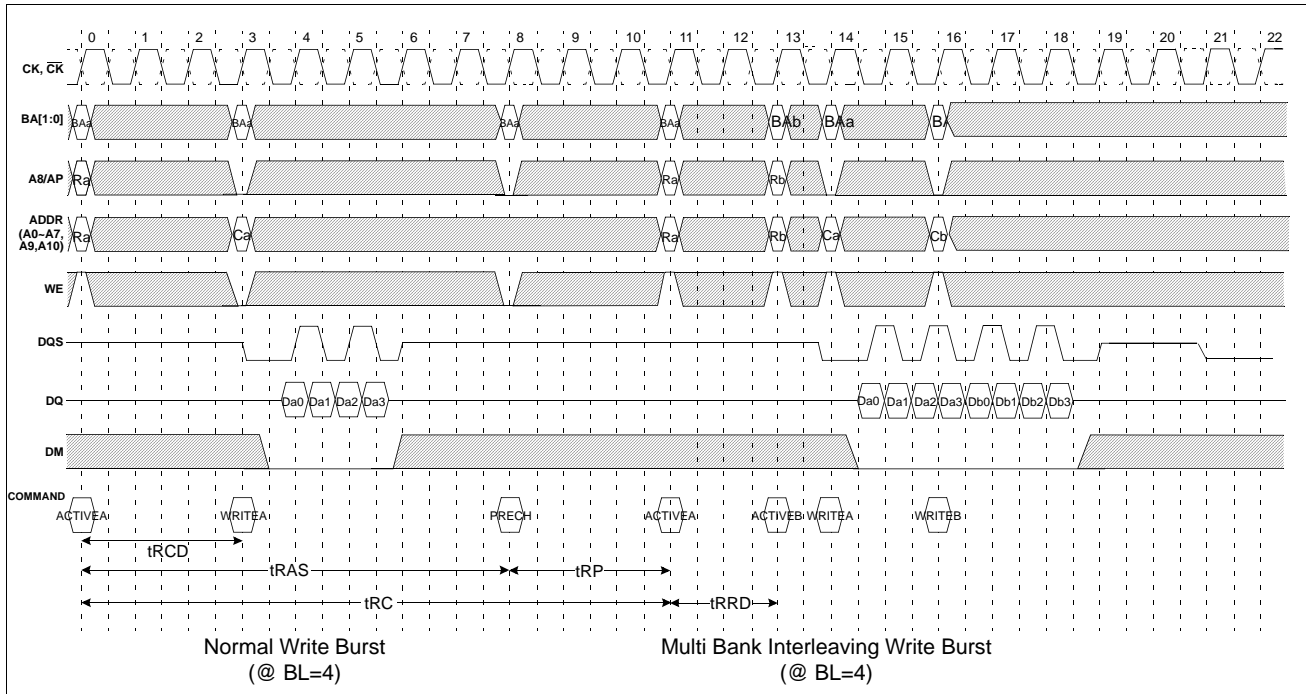 0 1 2 3 4 5 6 7 8 9 10 11 12 13 14 15 16 17 18 19 20 21 22
CK, CK
BA[1:0] BAa BAa BAa BAa BAb BAa BA
A8/AP Ra Ra Rb
ADDR
(A0~A7,
A9,A10) Ra Ca Ra Rb Ca Cb
WE
DQS
DQ Da0 Da1 Da2 Da3 Da0 Da1 Da2 Da3 Db0 Db1 Db2 Db3
DM
COMMAND
ACTIVEA WRITEA PRECH ACTIVEA ACTIVEB WRITEA WRITEB
tRCD
tRAS tRP
tRC tRRD
Normal Write Burst Multi Bank Interleaving Write Burst
(@ BL=4) (@ BL=4)